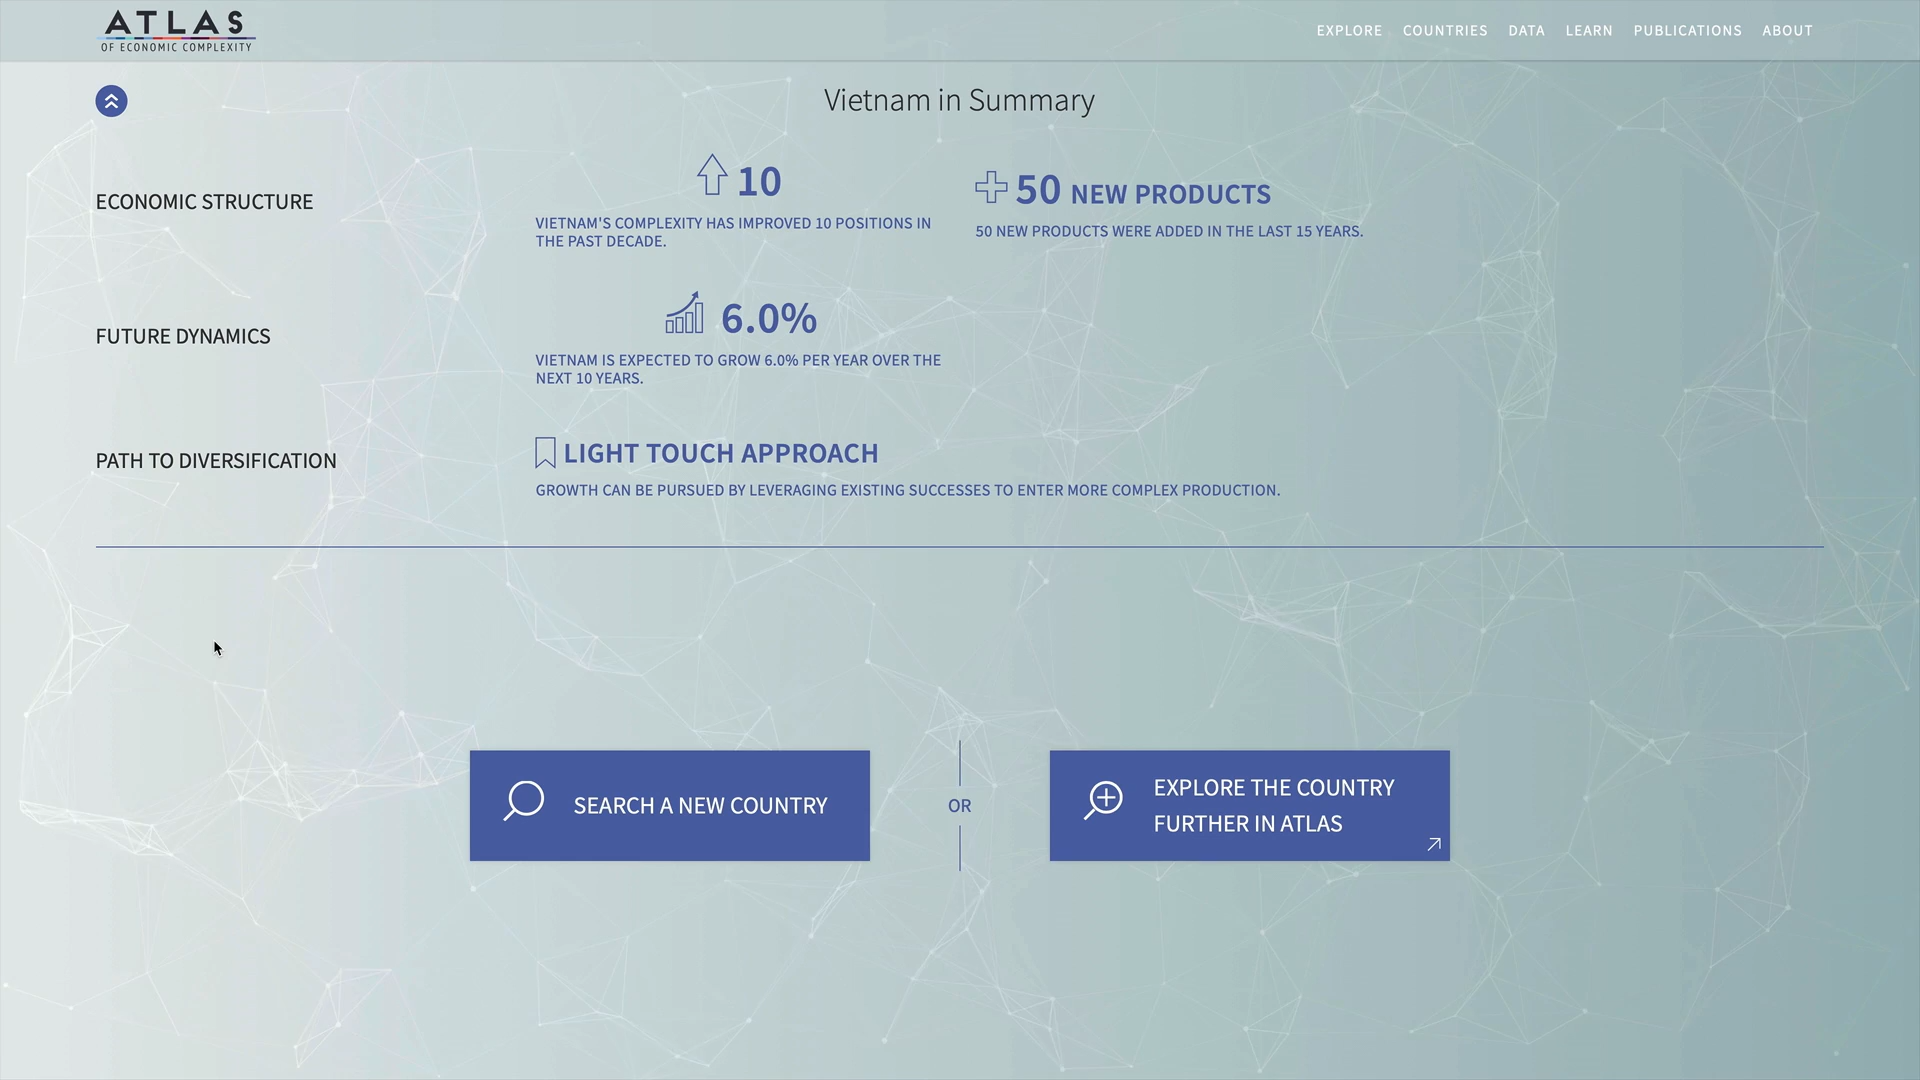 ATLAS
OF ECONOMIC COMPLEXITY
EXPLORE COUNTRIES DATA LEARN PUBLICATIONS ABOUT
Vietnam in Summary
ECONOMIC STRUCTURE
10
VIETNAM'S COMPLEXITY HAS IMPROVED 10 POSITIONS IN
THE PAST DECADE.
50 NEW PRODUCTS
50 NEW PRODUCTS WERE ADDED IN THE LAST 15 YEARS.
FUTURE DYNAMICS
6.0%
VIETNAM IS EXPECTED TO GROW 6.0% PER YEAR OVER THE
NEXT 10 YEARS.
PATH TO DIVERSIFICATION
LIGHT TOUCH APPROACH
GROWTH CAN BE PURSUED BY LEVERAGING EXISTING SUCCESSES TO ENTER MORE COMPLEX PRODUCTION.
SEARCH A NEW COUNTRY
OR
EXPLORE THE COUNTRY
FURTHER IN ATLAS